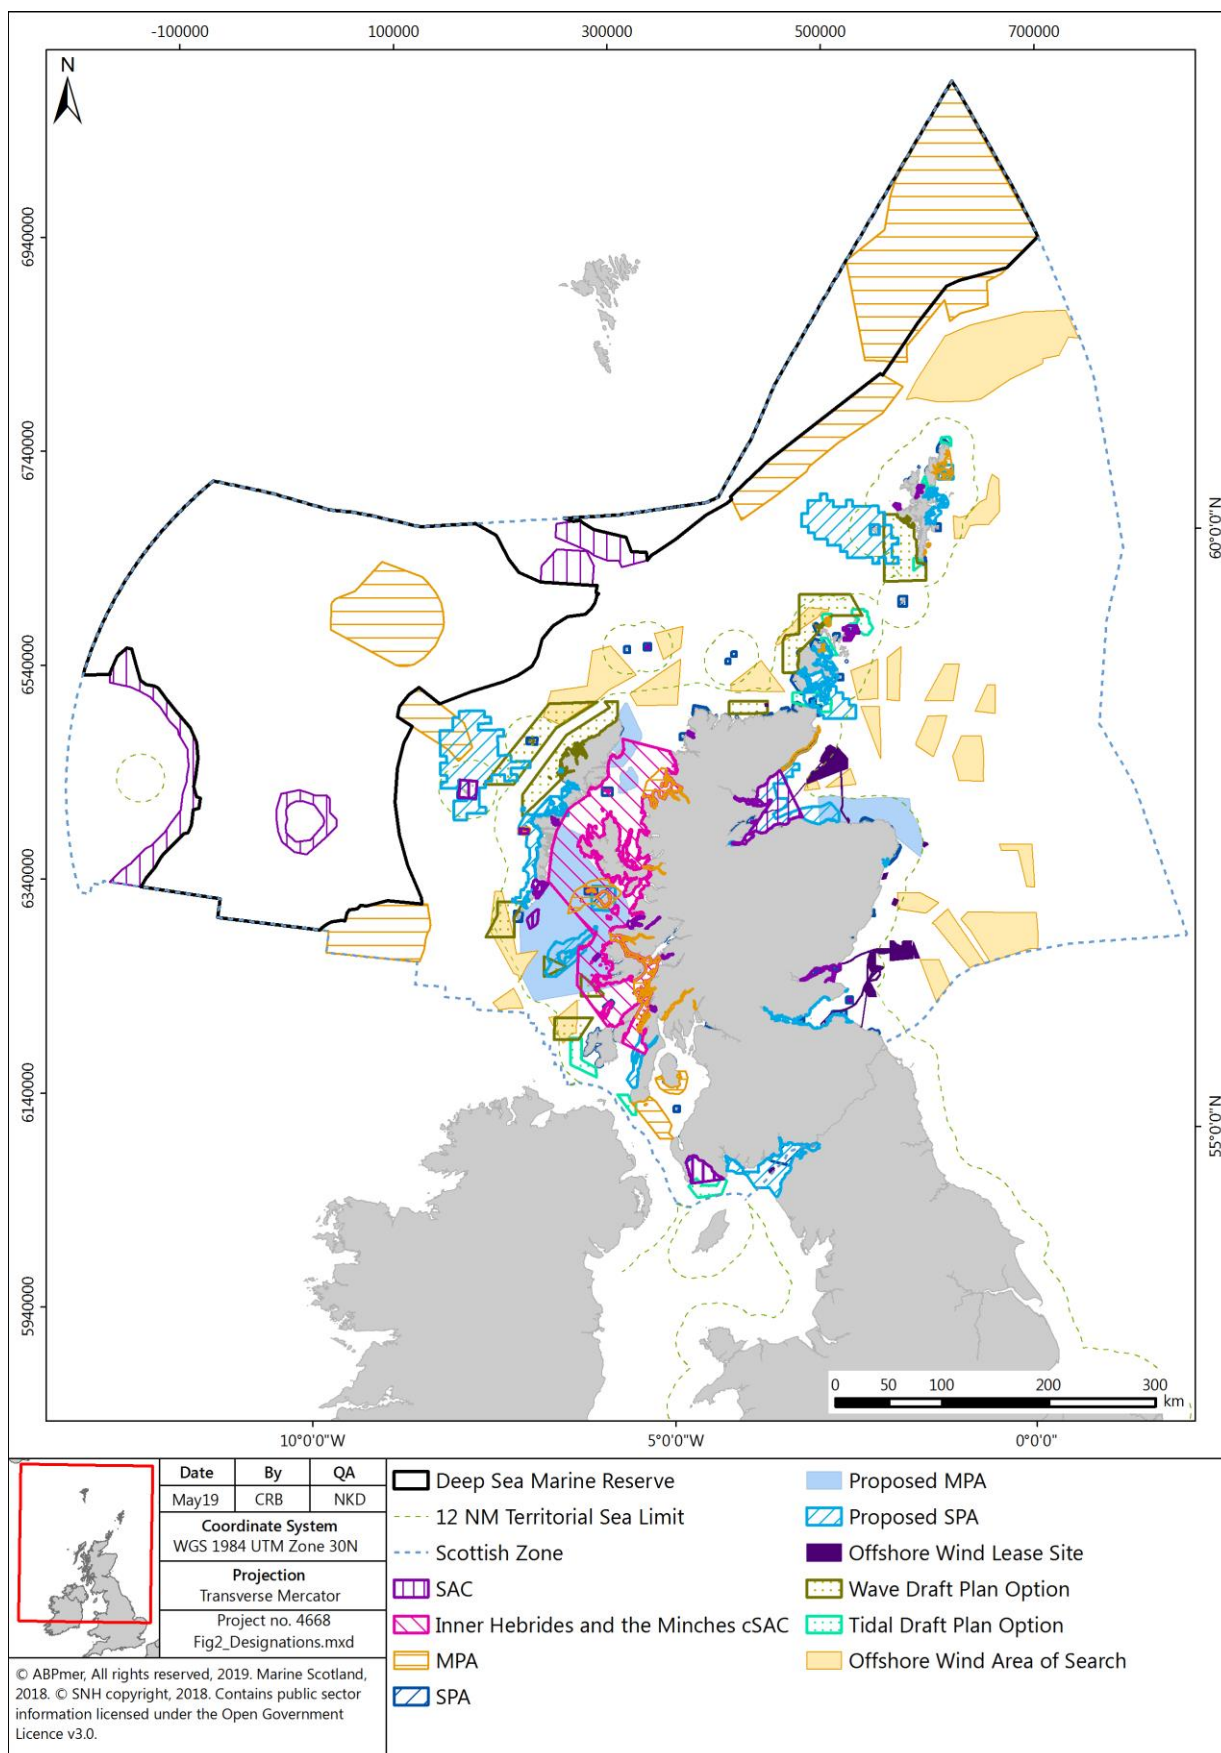 -100000 100000 300000 500000 700000
N
6940000
6740000
6540000
6340000
6140000
5940000
60°0'0"N
55°0'0"N
0 50 100 200 300
km
10°0'0"W 5°0'0"W 0°0'0"
Date By QA
May19 CRB NKD
Coordinate System
WGS 1984 UTM Zone 30N
Projection
Transverse Mercator
Project no. 4668
Fig2_Designations.mxd
© ABPmer, All rights reserved, 2019. Marine Scotland,
2018. © SNH copyright, 2018. Contains public sector
information licensed under the Open Government
Licence v3.0.
Deep Sea Marine Reserve
12 NM Territorial Sea Limit
Scottish Zone
SAC
Inner Hebrides and the Minches cSAC
MPA
SPA
Proposed MPA
Proposed SPA
Offshore Wind Lease Site
Wave Draft Plan Option
Tidal Draft Plan Option
Offshore Wind Area of Search